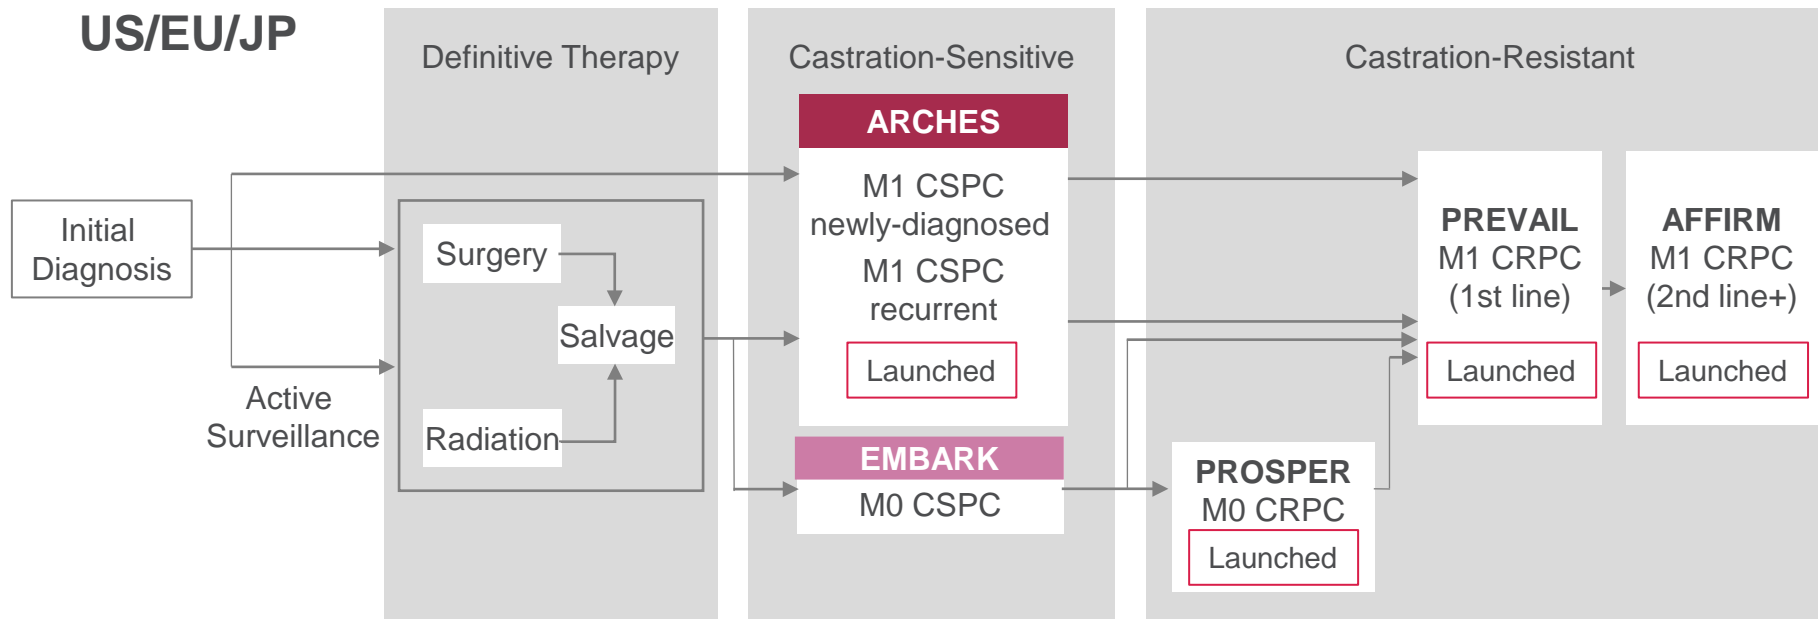 US/EU/JP
Definitive Therapy
Castration-Sensitive
Castration-Resistant
Initial
Diagnosis
Active
Surveillance
Surgery
Salvage
Radiation
ARCHES
M1 CSPC
newly-diagnosed
M1 CSPC
recurrent
Launched
EMBARK
M0 CSPC
PROSPER
M0 CRPC
Launched
PREVAIL
M1 CRPC
(1st line)
Launched
AFFIRM
M1 CRPC
(2nd line+)
Launched